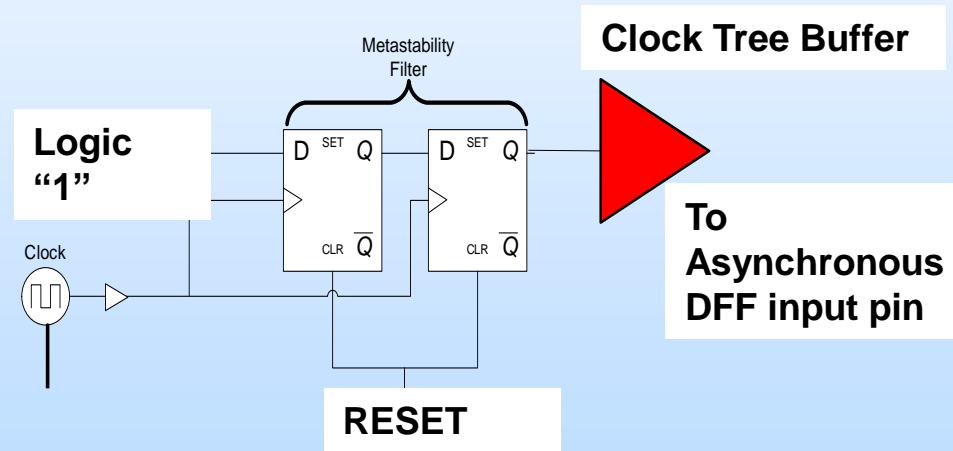 Metastability
Filter
Clock Tree Buffer
Logic
“1”
D SET Q
CLR Q
D SET Q
CLR Q
Clock
To
Asynchronous
DFF input pin
RESET